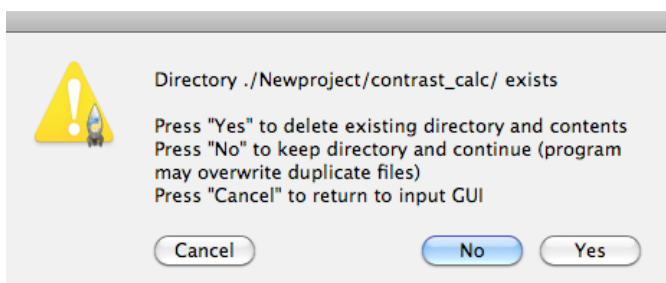 Directory ./Newproject/contrast_calc/ exists
Press "Yes" to delete existing directory and contents
Press "No" to keep directory and continue (program
may overwrite duplicate files)
Press "Cancel" to return to input GUI
Cancel
No
Yes